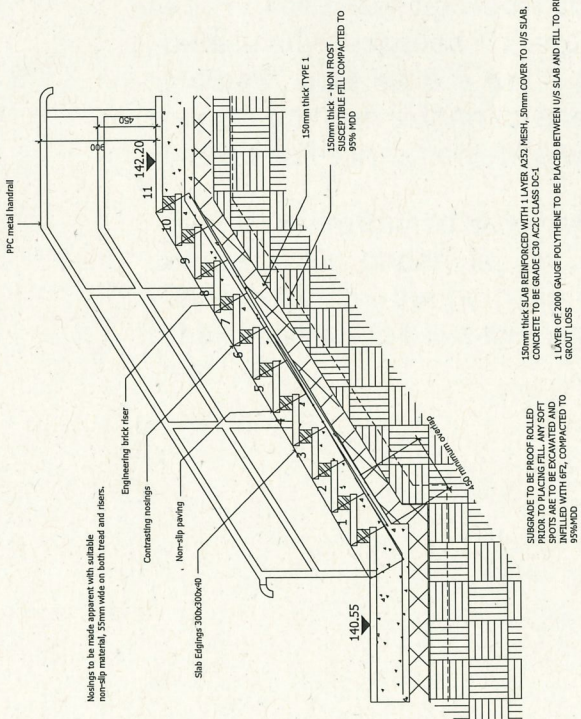 PPC metal handrail
Nosings to be made apparent with suitable
non-slip material, 55mm wide on both tread and risers.
Engineering brick riser
Contrasting nosings
Non-slip paving
Slab Edgings 300x300x40
900
450
142.20
11
10
9
8
7
6
5
4
3
2
1
140.55
450 minimum overlap
150mm thick TYPE 1
150mm thick - NON FROST
SUSCEPTIBLE FILL COMPACTED TO
95% MDD
SUBGRADE TO BE PROOF ROLLED
PRIOR TO PLACING FILL. ANY SOFT
SPOTS ARE TO BE EXCAVATED AND
INFILLED WITH 6F2, COMPACTED TO
95%MDD
150mm thick SLAB REINFORCED WITH 1 LAYER A252 MESH, 50mm COVER TO U/S SLAB.
CONCRETE TO BE GRADE C30 AC2C CLASS DC-1
1 LAYER OF 2000 GAUGE POLYTHENE TO BE PLACED BETWEEN U/S SLAB AND FILL TO
GROUT LOSS